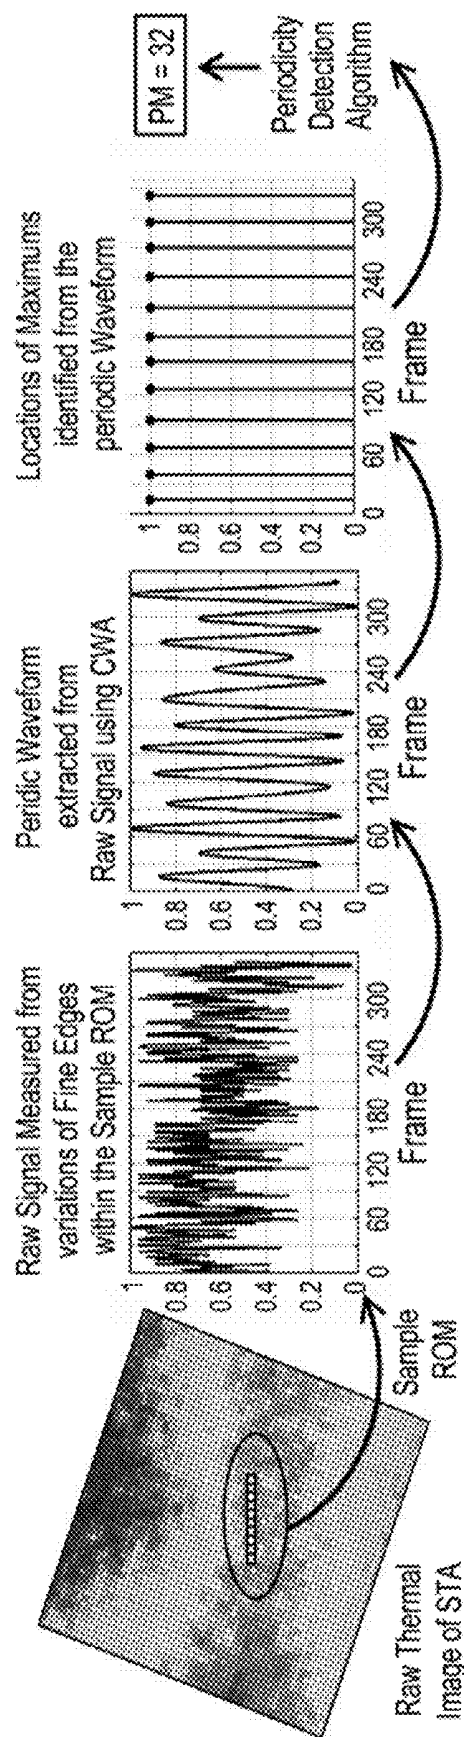 Raw Thermal
Image of STA
Sample
ROM
Raw Signal Measured from
variations of Fine Edges
within the Sample ROM
1
0.8
0.6
0.4
0.2
0
0 60 120 180 240 300
Frame
Peridic Waveform
extracted from
Raw Signal using CWA
1
0.8
0.6
0.4
0.2
0
0 60 120 180 240 300
Frame
Locations of Maximums
identified from the
periodic Waveform
1
0.8
0.6
0.4
0.2
0
0 60 120 180 240 300
Frame
PM = 32
Periodicity
Detection
Algorithm